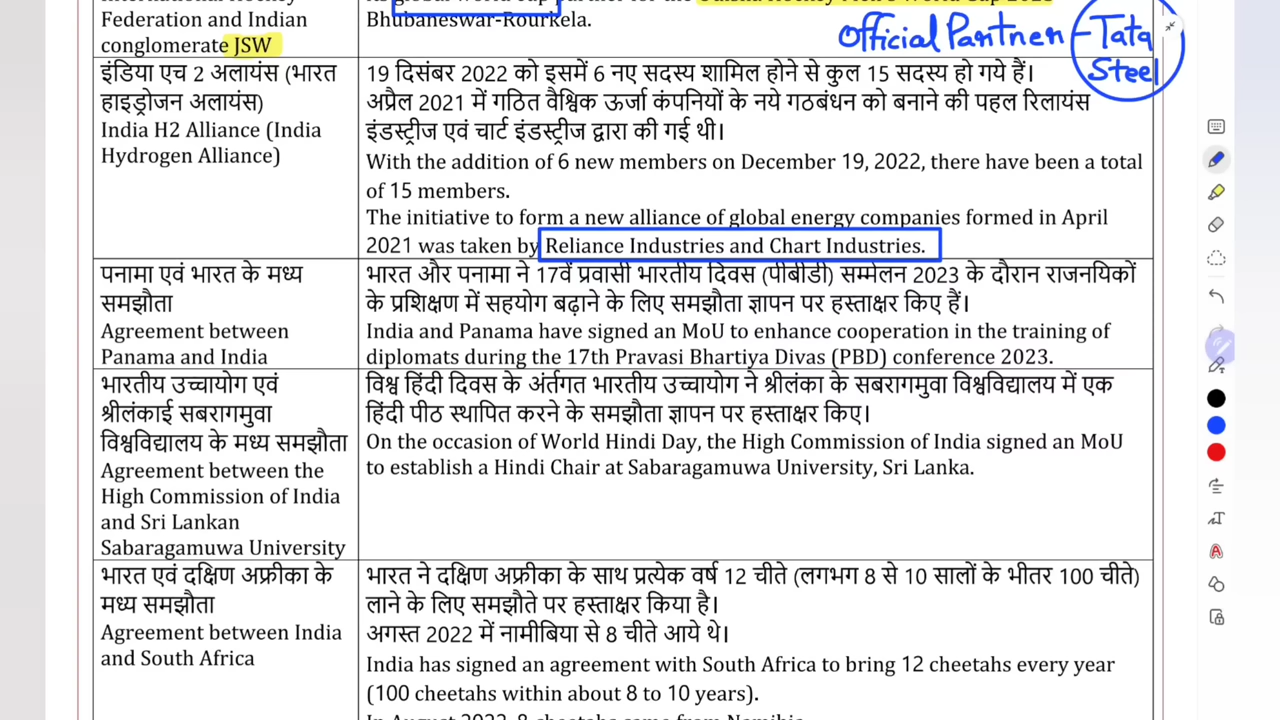 Federation and Indian
conglomerate JSW
Bhubaneswar-Rourkela.
Official Partner - Tata
Steel
इंडिया एच 2 अलायंस (भारत
हाइड्रोजन अलायंस)
India H2 Alliance (India
Hydrogen Alliance)
19 दिसंबर 2022 को इसमें 6 नए सदस्य शामिल होने से कुल 15 सदस्य हो गये हैं।
अप्रैल 2021 में गठित वैश्विक ऊर्जा कंपनियों के नये गठबंधन को बनाने की पहल रिलायंस
इंडस्ट्रीज एवं चार्ट इंडस्ट्रीज द्वारा की गई थी।
With the addition of 6 new members on December 19, 2022, there have been a total
of 15 members.
The initiative to form a new alliance of global energy companies formed in April
2021 was taken by Reliance Industries and Chart Industries.
पनामा एवं भारत के मध्य
समझौता
Agreement between
Panama and India
भारत और पनामा ने 17वें प्रवासी भारतीय दिवस (पीबीडी) सम्मेलन 2023 के दौरान राजनयिकों
के प्रशिक्षण में सहयोग बढ़ाने के लिए समझौता ज्ञापन पर हस्ताक्षर किए हैं।
India and Panama have signed an MoU to enhance cooperation in the training of
diplomats during the 17th Pravasi Bhartiya Divas (PBD) conference 2023.
भारतीय उच्चायोग एवं
श्रीलंकाई सबरागमुवा
विश्वविद्यालय के मध्य समझौता
Agreement between the
High Commission of India
and Sri Lankan
Sabaragamuwa University
विश्व हिंदी दिवस के अंर्तगत भारतीय उच्चायोग ने श्रीलंका के सबरागमुवा विश्वविद्यालय में एक
हिंदी पीठ स्थापित करने के समझौता ज्ञापन पर हस्ताक्षर किए।
On the occasion of World Hindi Day, the High Commission of India signed an MoU
to establish a Hindi Chair at Sabaragamuwa University, Sri Lanka.
भारत एवं दक्षिण अफ्रीका के
मध्य समझौता
Agreement between India
and South Africa
भारत ने दक्षिण अफ्रीका के साथ प्रत्येक वर्ष 12 चीते (लगभग 8 से 10 सालों के भीतर 100 चीते)
लाने के लिए समझौते पर हस्ताक्षर किया है।
अगस्त 2022 में नामीबिया से 8 चीते आये थे।
India has signed an agreement with South Africa to bring 12 cheetahs every year
(100 cheetahs within about 8 to 10 years).